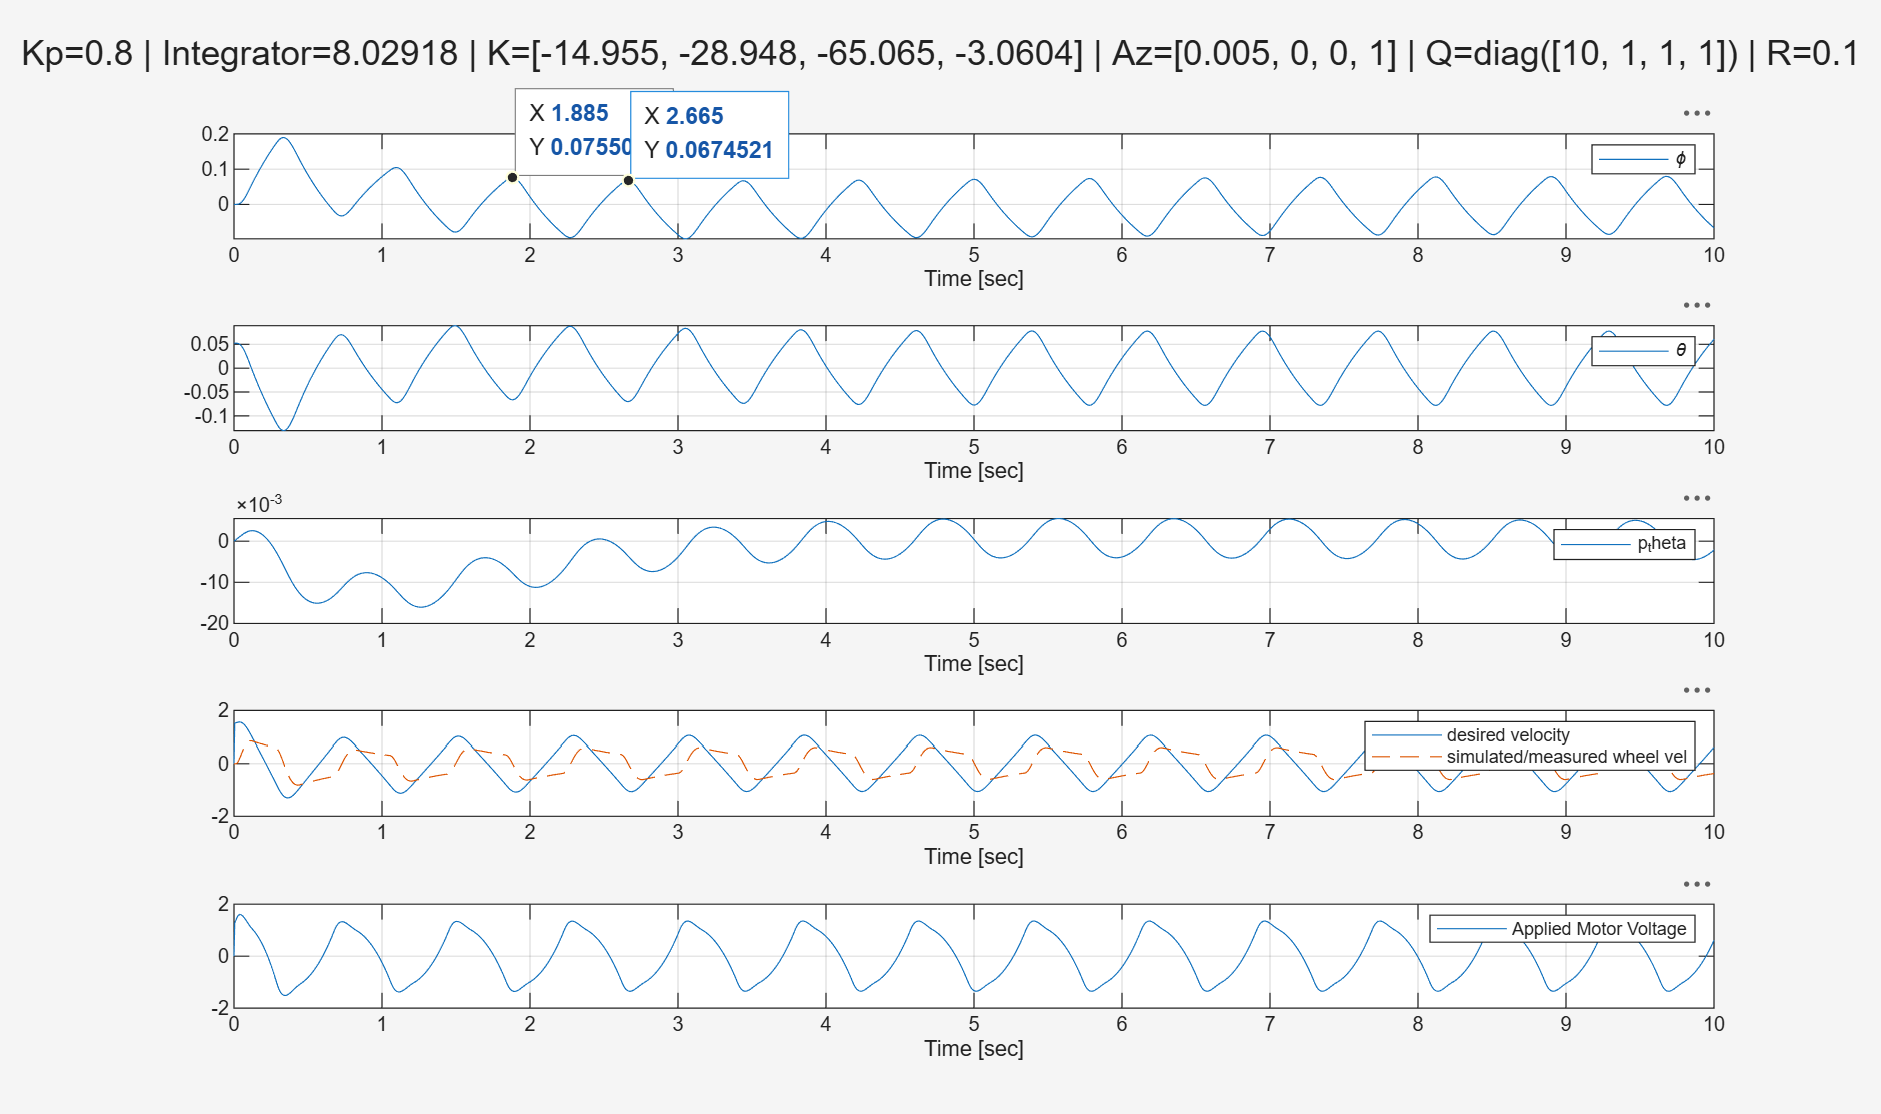 Kp=0.8 | Integrator=8.02918 | K=[-14.955, -28.948, -65.065, -3.0604] | Az=[0.005, 0, 0, 1] | Q=diag([10, 1, 1, 1]) | R=0.1
X 1.885
Y 0.07550
X 2.665
Y 0.0674521
0.2
0.1
0
ϕ
0 1 2 3 4 5 6 7 8 9 10
Time [sec]
0.05
0
-0.05
-0.1
θ
0 1 2 3 4 5 6 7 8 9 10
Time [sec]
×10-3
0
-10
-20
ptheta
0 1 2 3 4 5 6 7 8 9 10
Time [sec]
2
0
-2
desired velocity
simulated/measured wheel vel
0 1 2 3 4 5 6 7 8 9 10
Time [sec]
2
0
-2
Applied Motor Voltage
0 1 2 3 4 5 6 7 8 9 10
Time [sec]